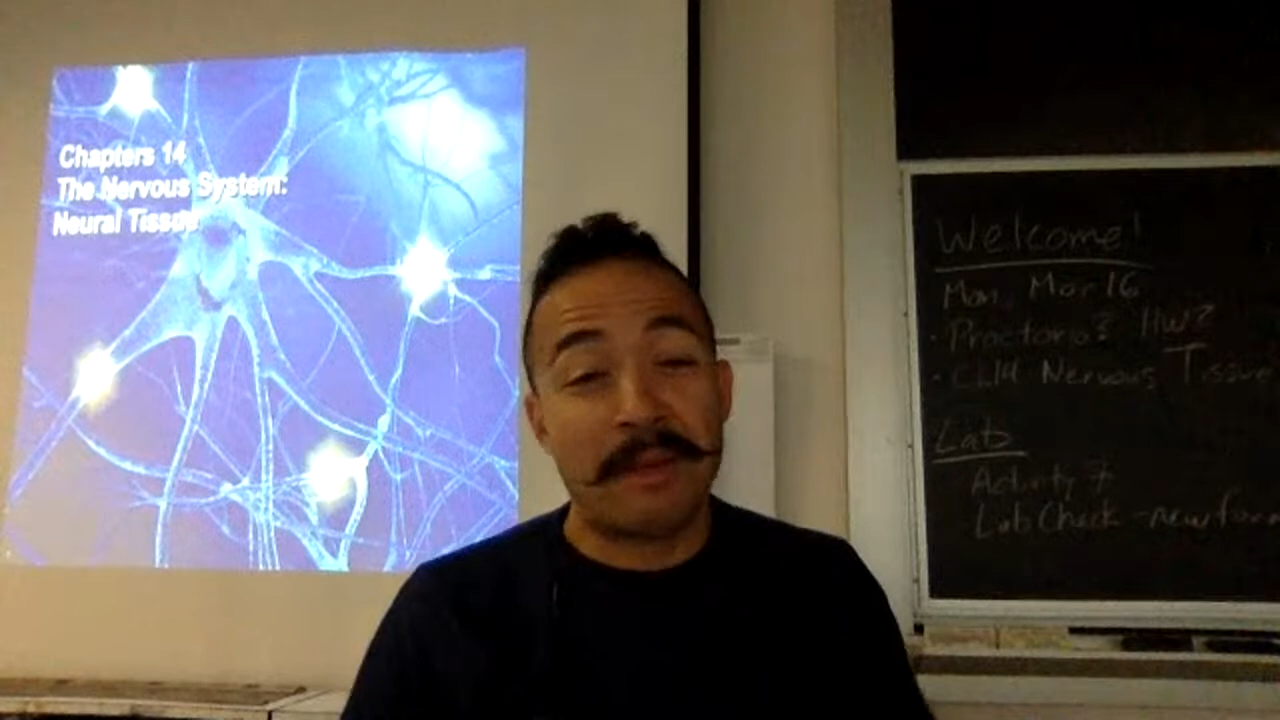 Chapters 14
The Nervous System:
Neural Tissue
Welcome!
Mon, Mar 16
· Proctorio? HW?
· Ch14 Nervous Tissue
Lab
Activity 7
Lab Check - new